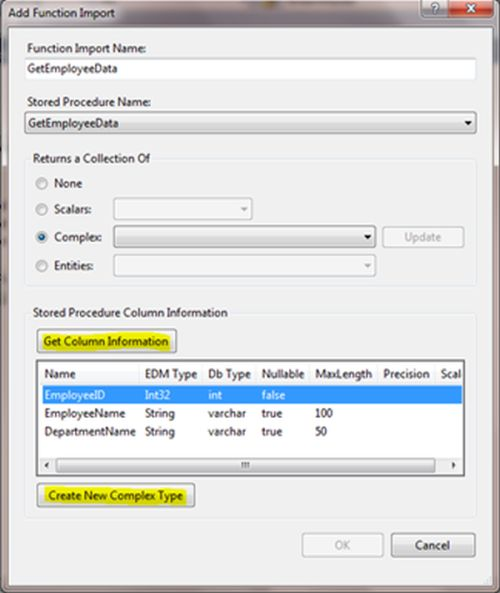 Add Function Import
Function Import Name:
GetEmployeeData
Stored Procedure Name:
GetEmployeeData
Returns a Collection Of
None
Scalars:
Complex:
Update
Entities:
Stored Procedure Column Information
Get Column Information
Name EDM Type Db Type Nullable MaxLength Precision Scal
EmployeeID Int32 int false
EmployeeName String varchar true 100
DepartmentName String varchar true 50
Create New Complex Type
OK Cancel